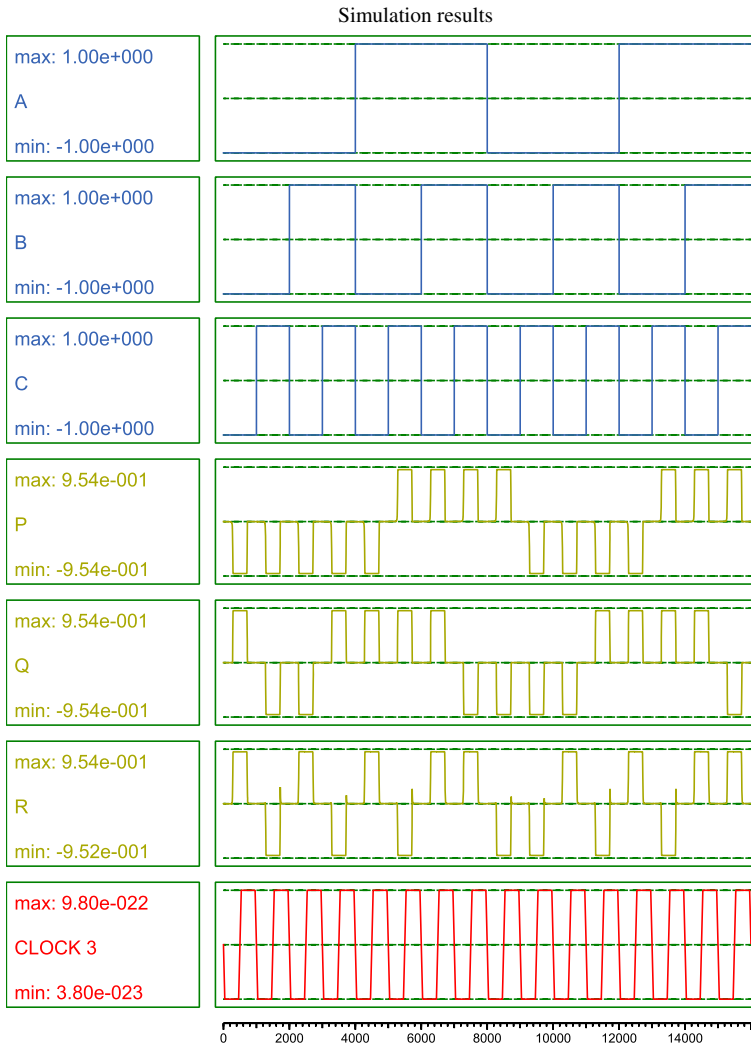 Simulation results
max: 1.00e+000
A
min: -1.00e+000
max: 1.00e+000
B
min: -1.00e+000
max: 1.00e+000
C
min: -1.00e+000
max: 9.54e-001
P
min: -9.54e-001
max: 9.54e-001
Q
min: -9.54e-001
max: 9.54e-001
R
min: -9.52e-001
max: 9.80e-022
CLOCK 3
min: 3.80e-023
0 2000 4000 6000 8000 10000 12000 14000